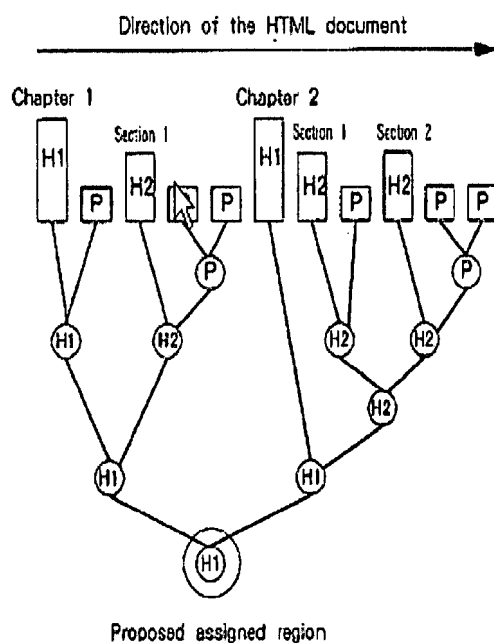 Direction of the HTML document
Chapter 1 Chapter 2
Section 1 Section 1 Section 2
H1 H2 H1 H2 H2
P P P P P
P P
H1 H2 H2 H2
H2
H1 H1
H1
Proposed assigned region